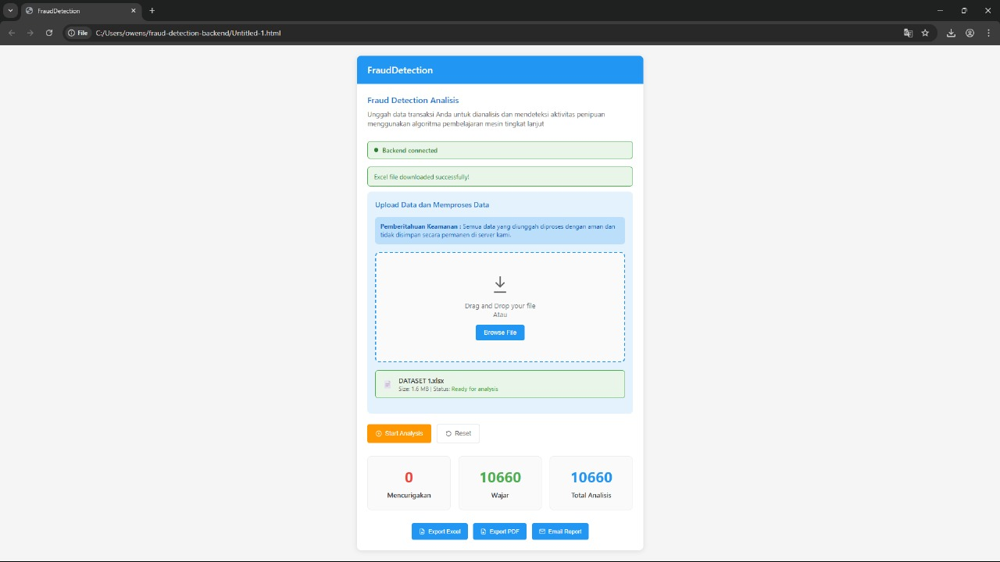 FraudDetection
File C:/Users/owens/fraud-detection-backend/Untitled-1.html
FraudDetection
Fraud Detection Analisis
Unggah data transaksi Anda untuk dianalisis dan mendeteksi aktivitas penipuan
menggunakan algoritma pembelajaran mesin tingkat lanjut
Backend connected
Excel file downloaded successfully!
Upload Data dan Memproses Data
Pemberitahuan Keamanan : Semua data yang diunggah diproses dengan aman dan
tidak disimpan secara permanen di server kami.
Drag and Drop your file
Atau
Browse File
DATASET 1.xlsx
Size: 1.6 MB | Status: Ready for analysis
Start Analysis Reset
0 10660 10660
Mencurigakan Wajar Total Analisis
Export Excel Export PDF Email Report